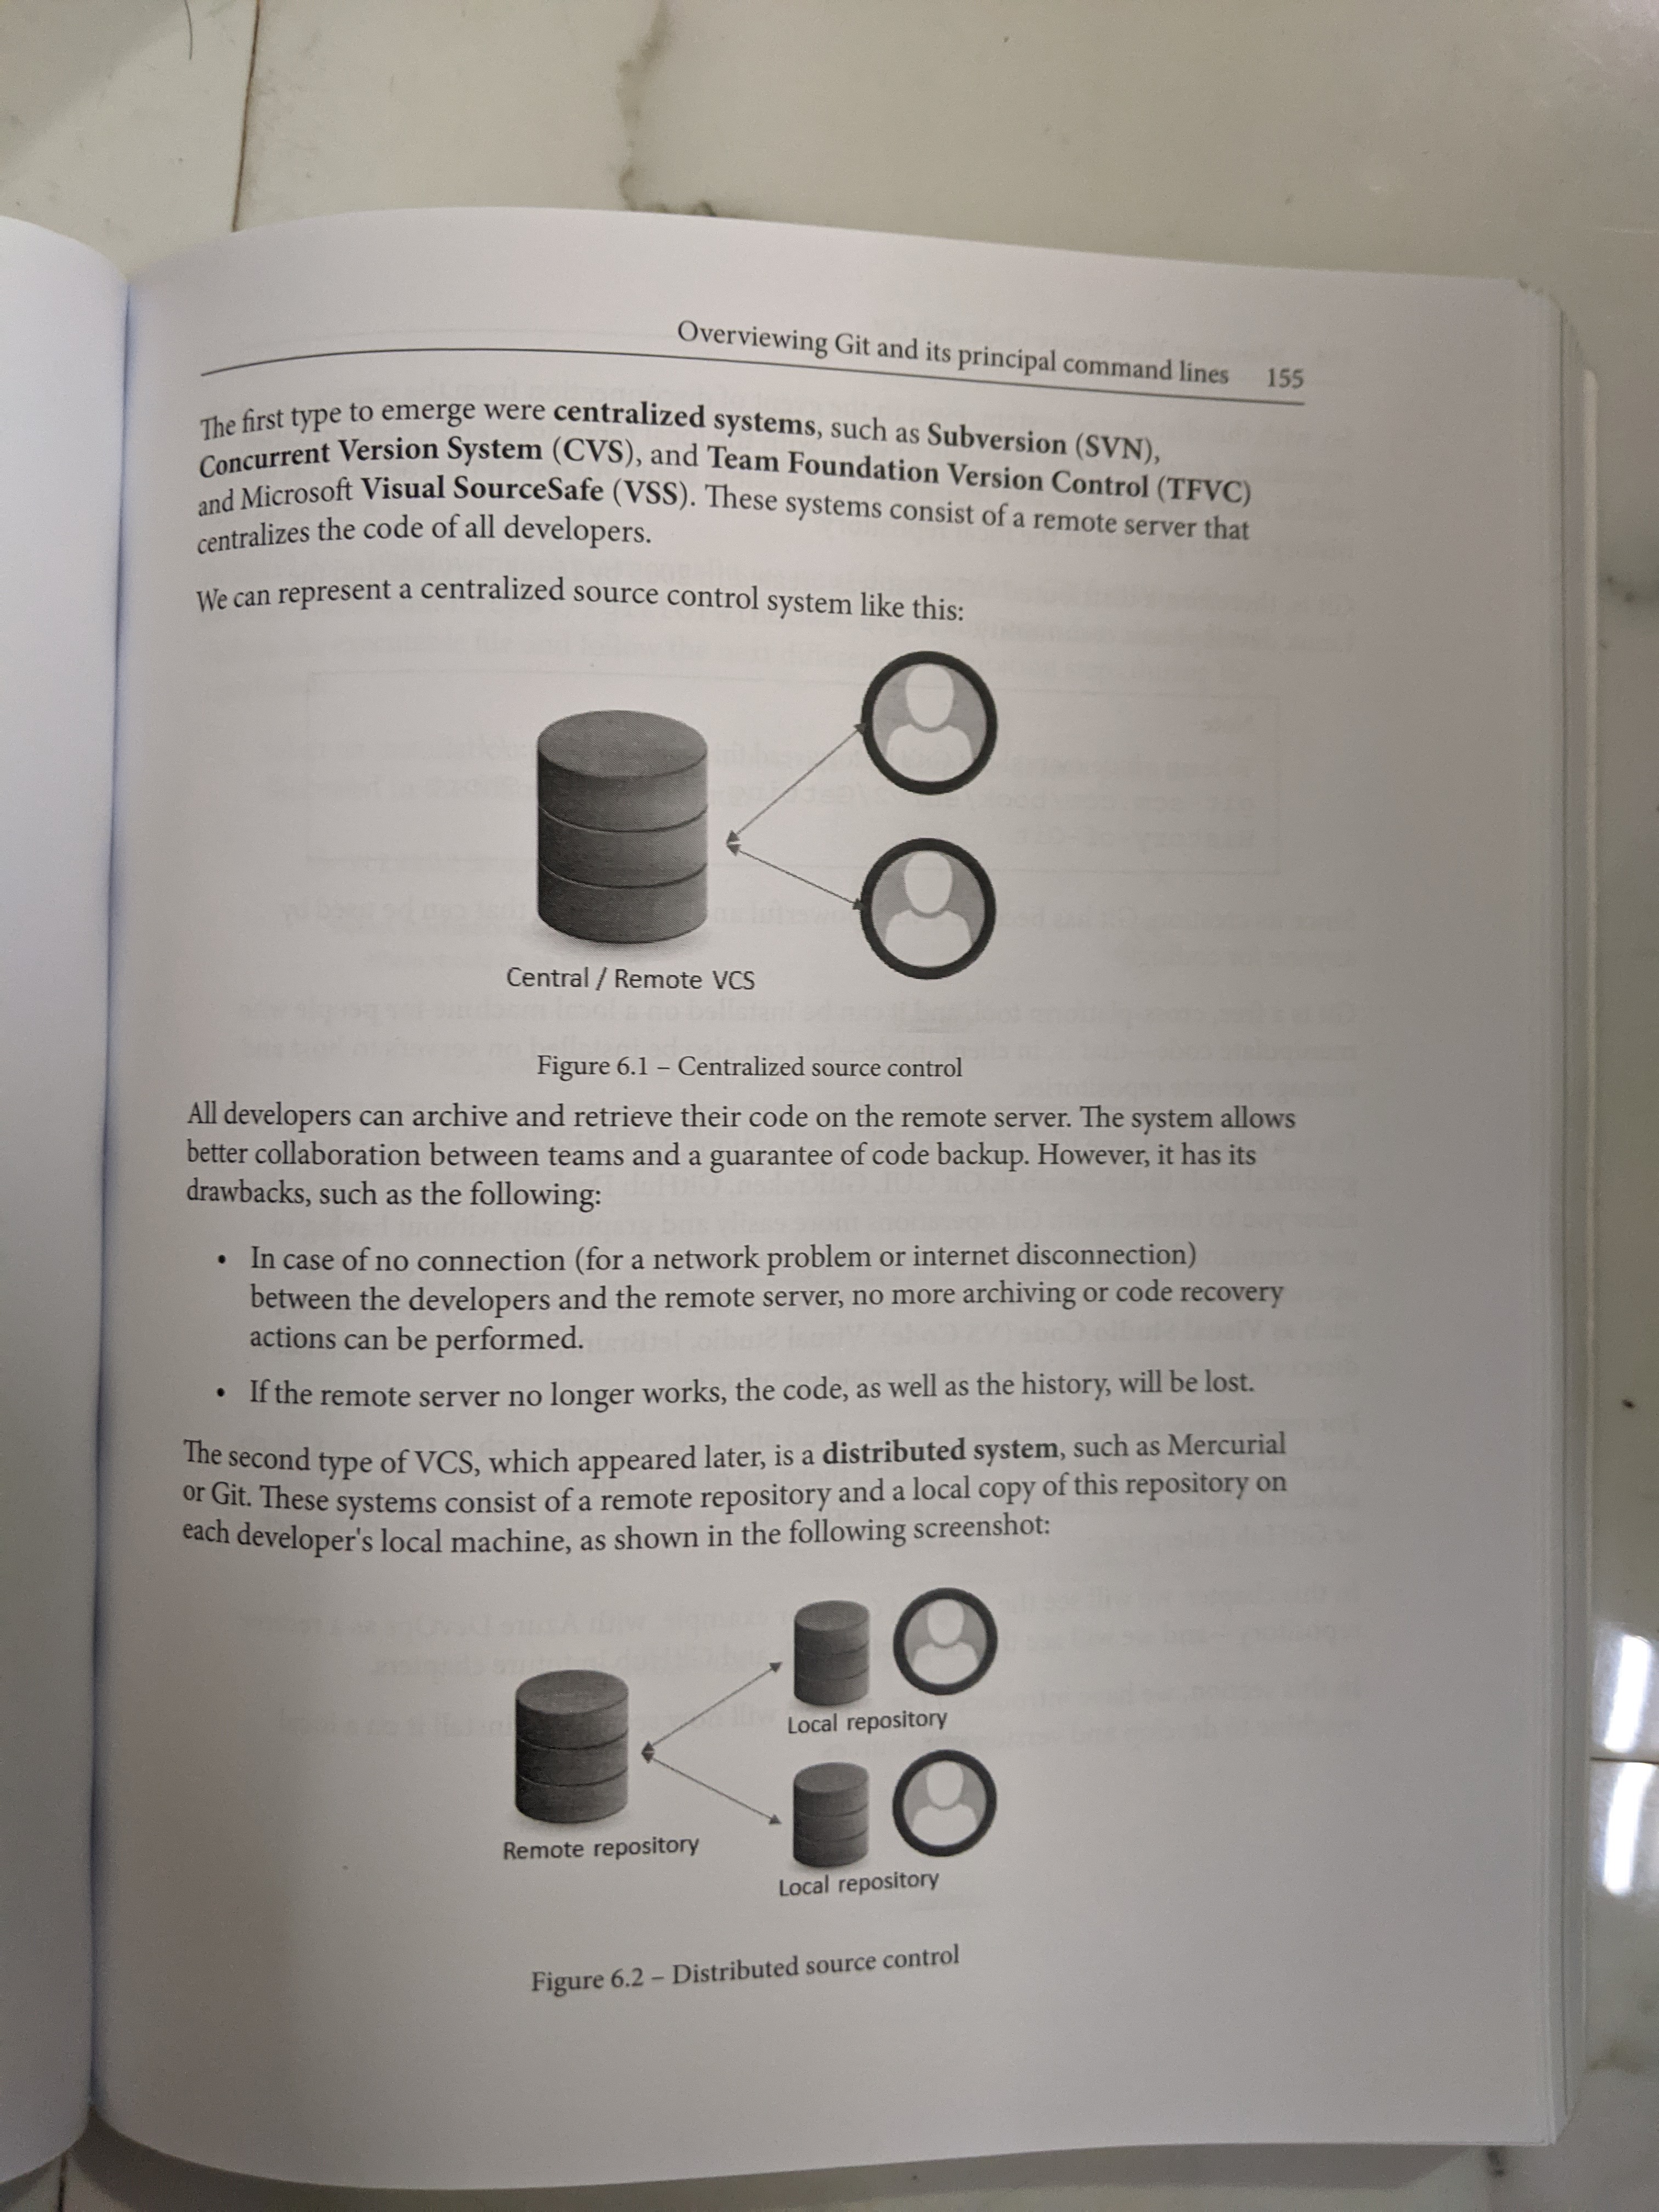 Overviewing Git and its principal command lines 155
The first type to emerge were centralized systems, such as Subversion (SVN),
Concurrent Version System (CVS), and Team Foundation Version Control (TFVC)
and Microsoft Visual SourceSafe (VSS). These systems consist of a remote server that
centralizes the code of all developers.
We can represent a centralized source control system like this:
Central / Remote VCS
Figure 6.1 – Centralized source control
All developers can archive and retrieve their code on the remote server. The system allows
better collaboration between teams and a guarantee of code backup. However, it has its
drawbacks, such as the following:
• In case of no connection (for a network problem or internet disconnection)
between the developers and the remote server, no more archiving or code recovery
actions can be performed.
• If the remote server no longer works, the code, as well as the history, will be lost.
The second type of VCS, which appeared later, is a distributed system, such as Mercurial
or Git. These systems consist of a remote repository and a local copy of this repository on
each developer's local machine, as shown in the following screenshot:
Local repository
Remote repository
Local repository
Figure 6.2 – Distributed source control